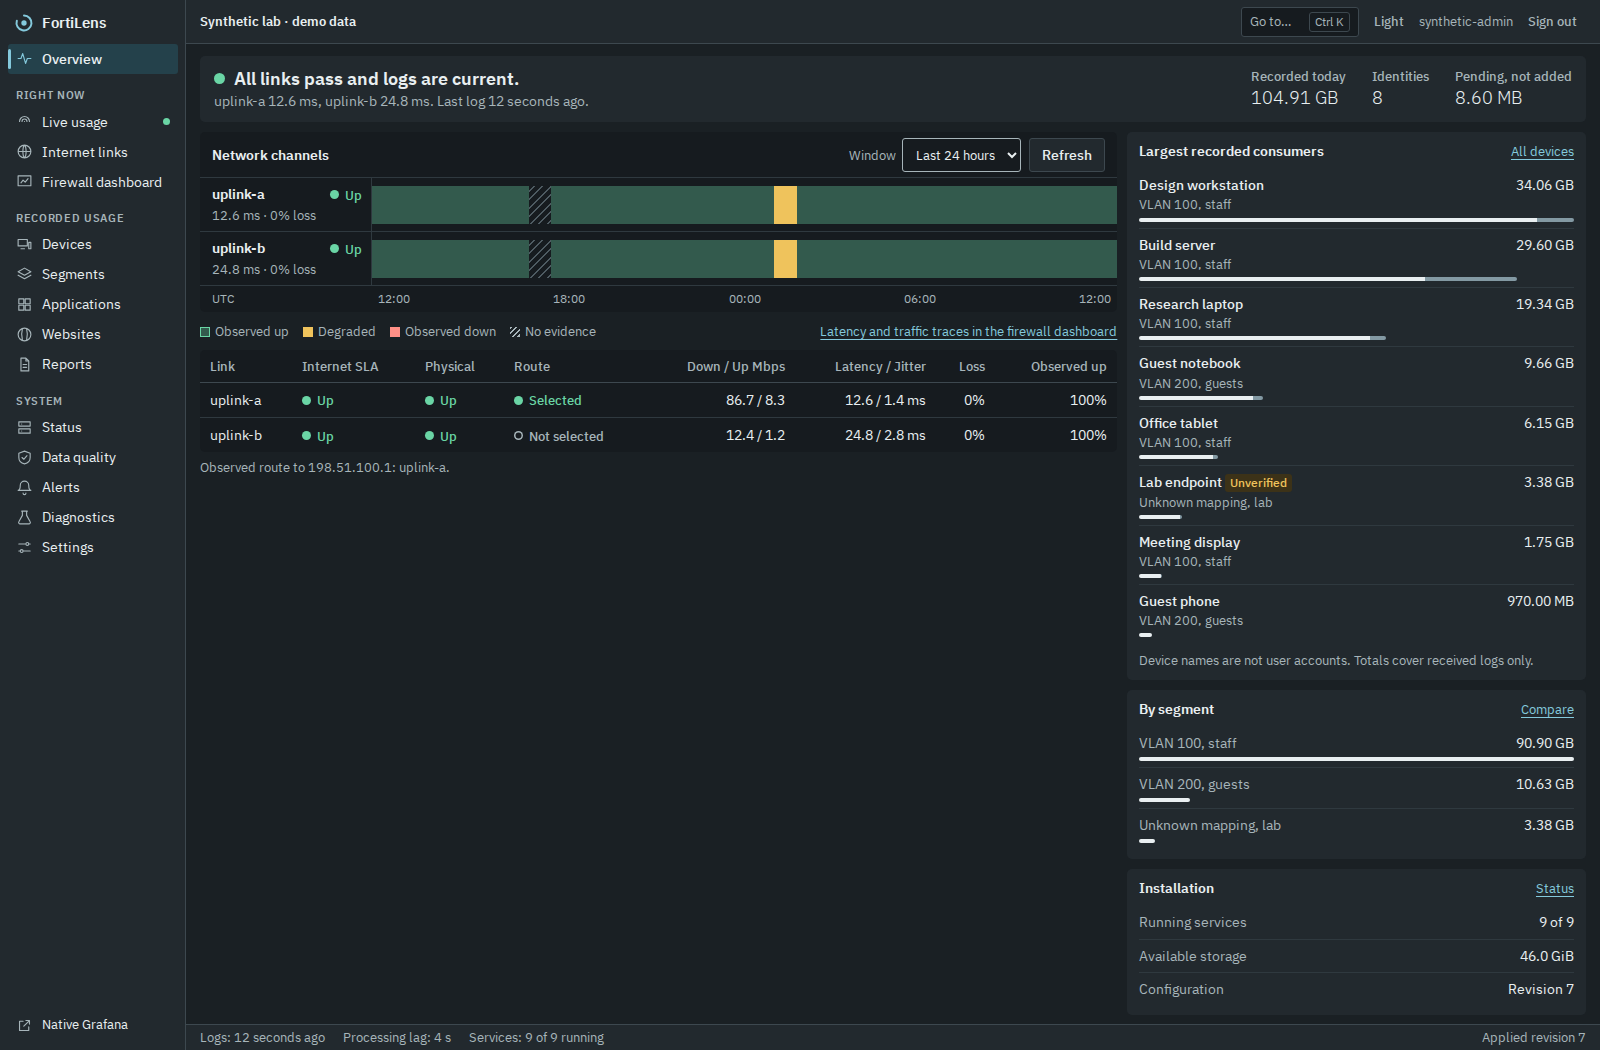 FortiLens
Overview
RIGHT NOW
Live usage
Internet links
Firewall dashboard
RECORDED USAGE
Devices
Segments
Applications
Websites
Reports
SYSTEM
Status
Data quality
Alerts
Diagnostics
Settings
Native Grafana
Synthetic lab · demo data
Go to... Ctrl K Light synthetic-admin Sign out
All links pass and logs are current.
uplink-a 12.6 ms, uplink-b 24.8 ms. Last log 12 seconds ago.
Recorded today Identities Pending, not added
104.91 GB 8 8.60 MB
Network channels Window Last 24 hours Refresh
uplink-a Up
12.6 ms · 0% loss
uplink-b Up
24.8 ms · 0% loss
UTC 12:00 18:00 00:00 06:00 12:00
Observed up Degraded Observed down No evidence Latency and traffic traces in the firewall dashboard
Link Internet SLA Physical Route Down / Up Mbps Latency / Jitter Loss Observed up
uplink-a Up Up Selected 86.7 / 8.3 12.6 / 1.4 ms 0% 100%
uplink-b Up Up Not selected 12.4 / 1.2 24.8 / 2.8 ms 0% 100%
Observed route to 198.51.100.1: uplink-a.
Largest recorded consumers All devices
Design workstation 34.06 GB
VLAN 100, staff
Build server 29.60 GB
VLAN 100, staff
Research laptop 19.34 GB
VLAN 100, staff
Guest notebook 9.66 GB
VLAN 200, guests
Office tablet 6.15 GB
VLAN 100, staff
Lab endpoint Unverified 3.38 GB
Unknown mapping, lab
Meeting display 1.75 GB
VLAN 100, staff
Guest phone 970.00 MB
VLAN 200, guests
Device names are not user accounts. Totals cover received logs only.
By segment Compare
VLAN 100, staff 90.90 GB
VLAN 200, guests 10.63 GB
Unknown mapping, lab 3.38 GB
Installation Status
Running services 9 of 9
Available storage 46.0 GiB
Configuration Revision 7
Logs: 12 seconds ago Processing lag: 4 s Services: 9 of 9 running Applied revision 7